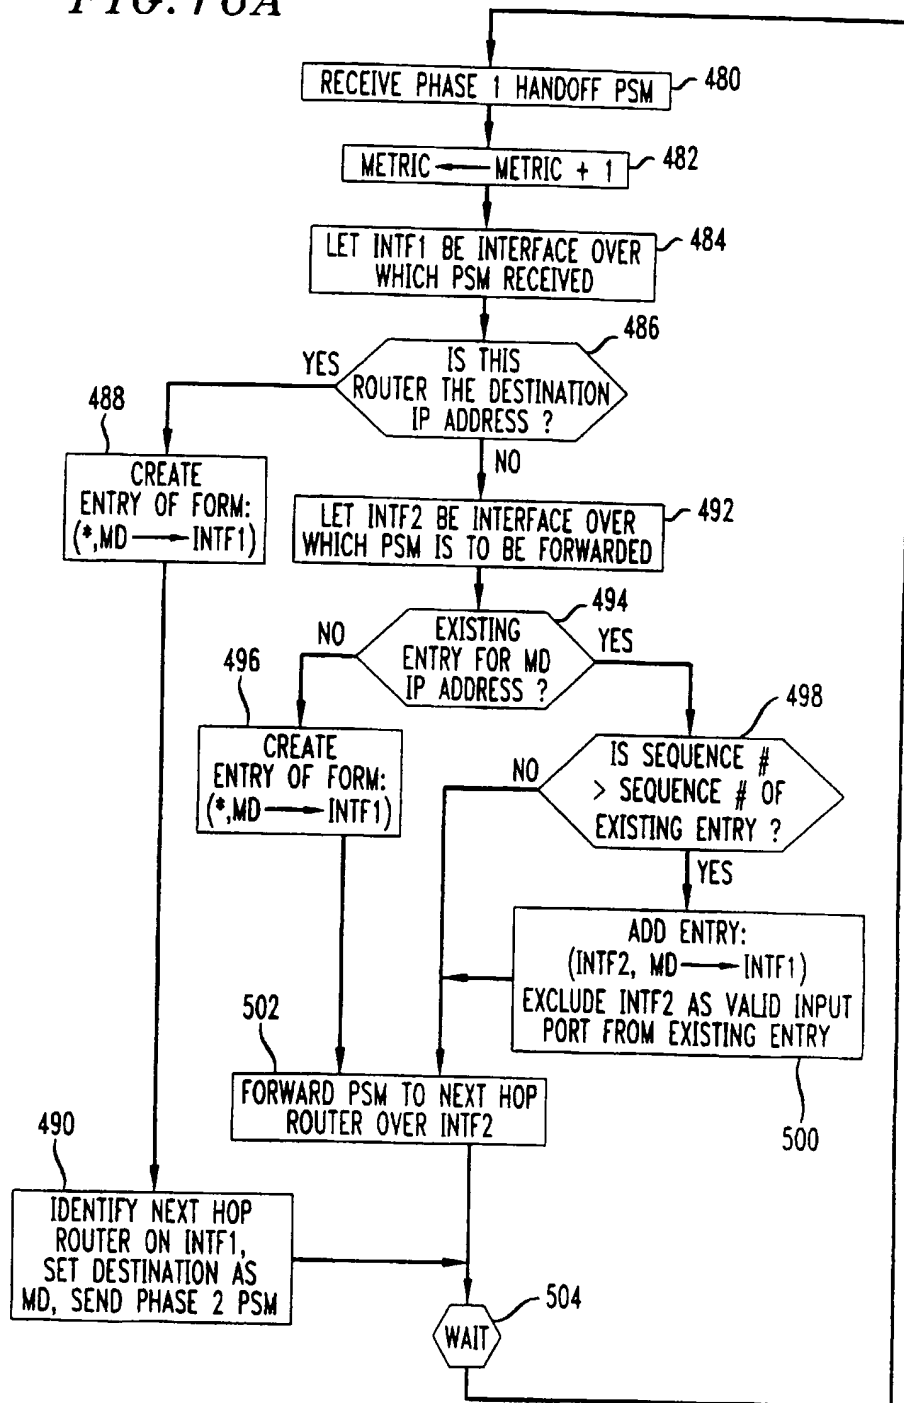 RECEIVE PHASE 1 HANDOFF PSM
480
METRIC ← METRIC + 1
482
LET INTF1 BE INTERFACE OVER
WHICH PSM RECEIVED
484
IS THIS
ROUTER THE DESTINATION
IP ADDRESS ?
486
YES
NO
488
CREATE
ENTRY OF FORM:
(*,MD → INTF1)
LET INTF2 BE INTERFACE OVER
WHICH PSM IS TO BE FORWARDED
492
EXISTING
ENTRY FOR MD
IP ADDRESS ?
494
NO
YES
496
CREATE
ENTRY OF FORM:
(*,MD → INTF1)
IS SEQUENCE #
> SEQUENCE # OF
EXISTING ENTRY ?
498
NO
YES
ADD ENTRY:
(INTF2, MD → INTF1)
EXCLUDE INTF2 AS VALID INPUT
PORT FROM EXISTING ENTRY
500
502
FORWARD PSM TO NEXT HOP
ROUTER OVER INTF2
490
IDENTIFY NEXT HOP
ROUTER ON INTF1,
SET DESTINATION AS
MD, SEND PHASE 2 PSM
WAIT
504